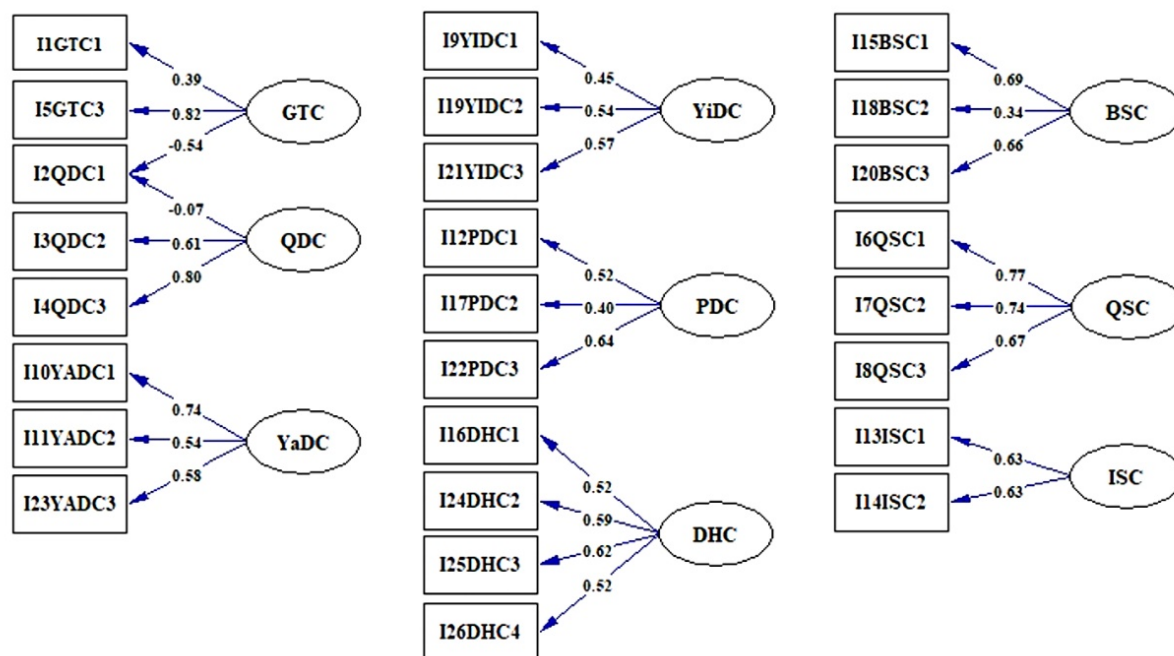 I1GTC1
0.39
I5GTC3
0.82
GTC
-0.54
I2QDC1
-0.07
I3QDC2
0.61
QDC
0.80
I4QDC3
I10YADC1
0.74
I11YADC2
0.54
YaDC
0.58
I23YADC3
I9YIDC1
0.45
I19YIDC2
0.54
YiDC
0.57
I21YIDC3
I12PDC1
0.52
I17PDC2
0.40
PDC
0.64
I22PDC3
I16DHC1
0.52
I24DHC2
0.59
DHC
I25DHC3
0.62
0.52
I26DHC4
I15BSC1
0.69
I18BSC2
0.34
BSC
0.66
I20BSC3
I6QSC1
0.77
I7QSC2
0.74
QSC
0.67
I8QSC3
I13ISC1
0.63
ISC
0.63
I14ISC2